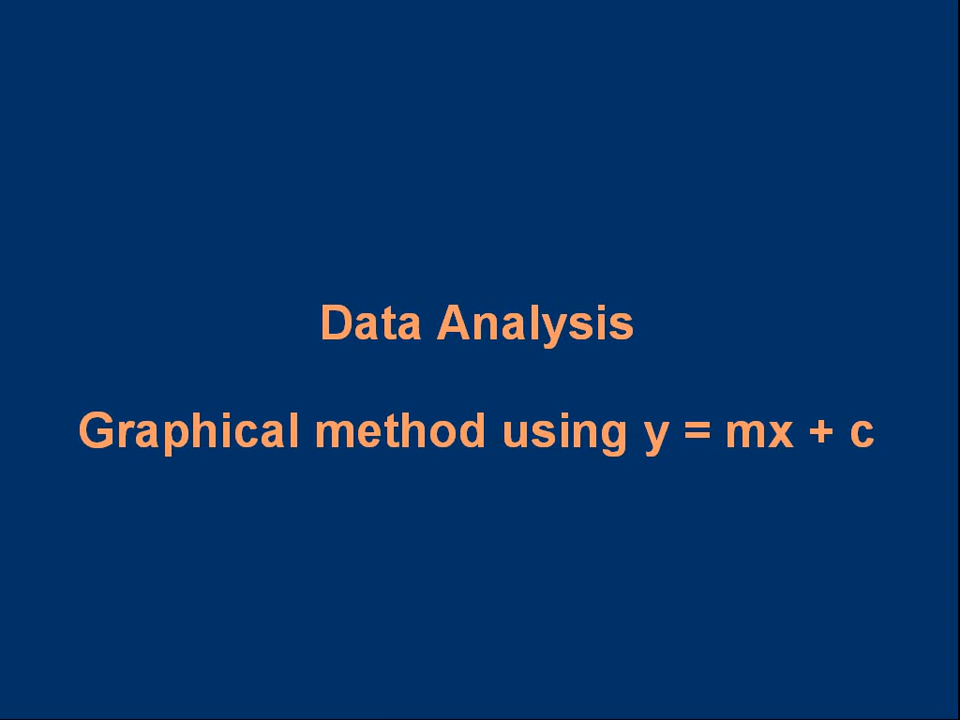 Data Analysis
Graphical method using y = mx + c